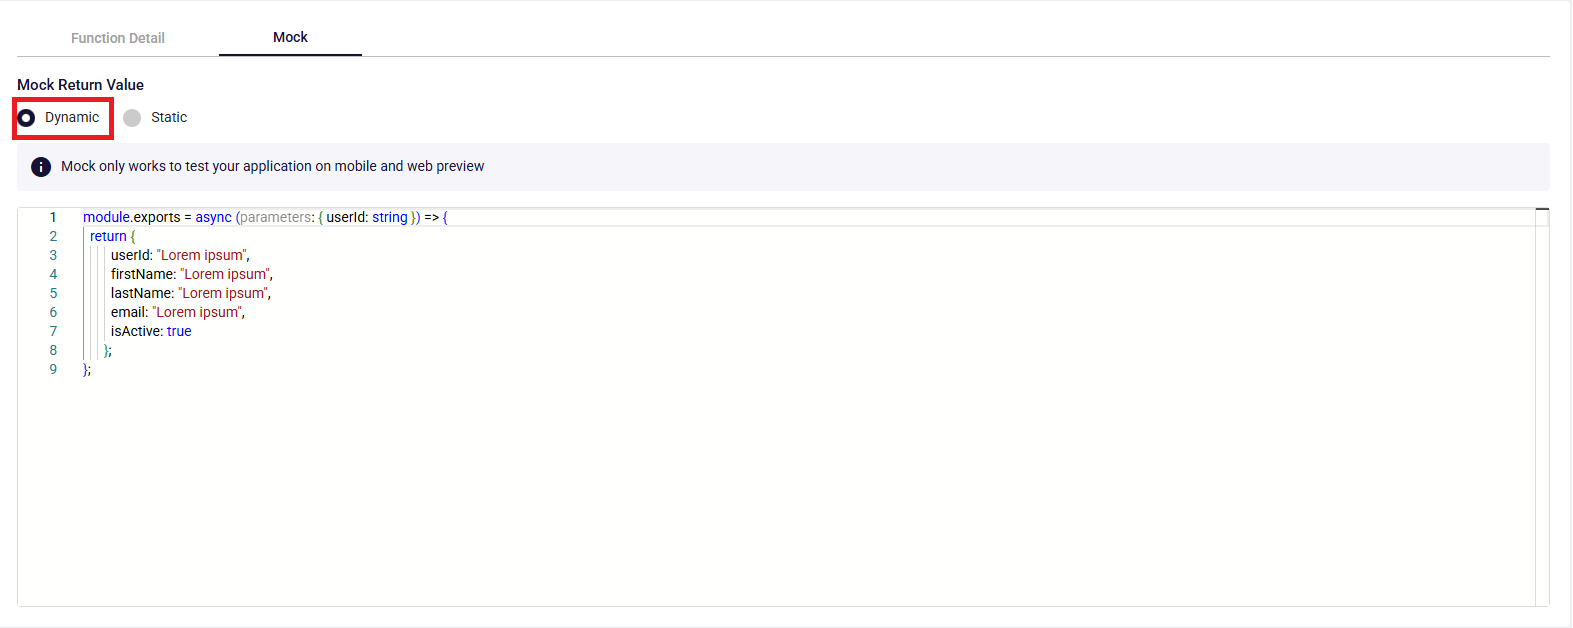 Function Detail Mock
Mock Return Value
Dynamic Static
i Mock only works to test your application on mobile and web preview
1 module.exports = async (parameters: { userId: string }) => {
2 return {
3 userId: "Lorem ipsum",
4 firstName: "Lorem ipsum",
5 lastName: "Lorem ipsum",
6 email: "Lorem ipsum",
7 isActive: true
8 };
9 };